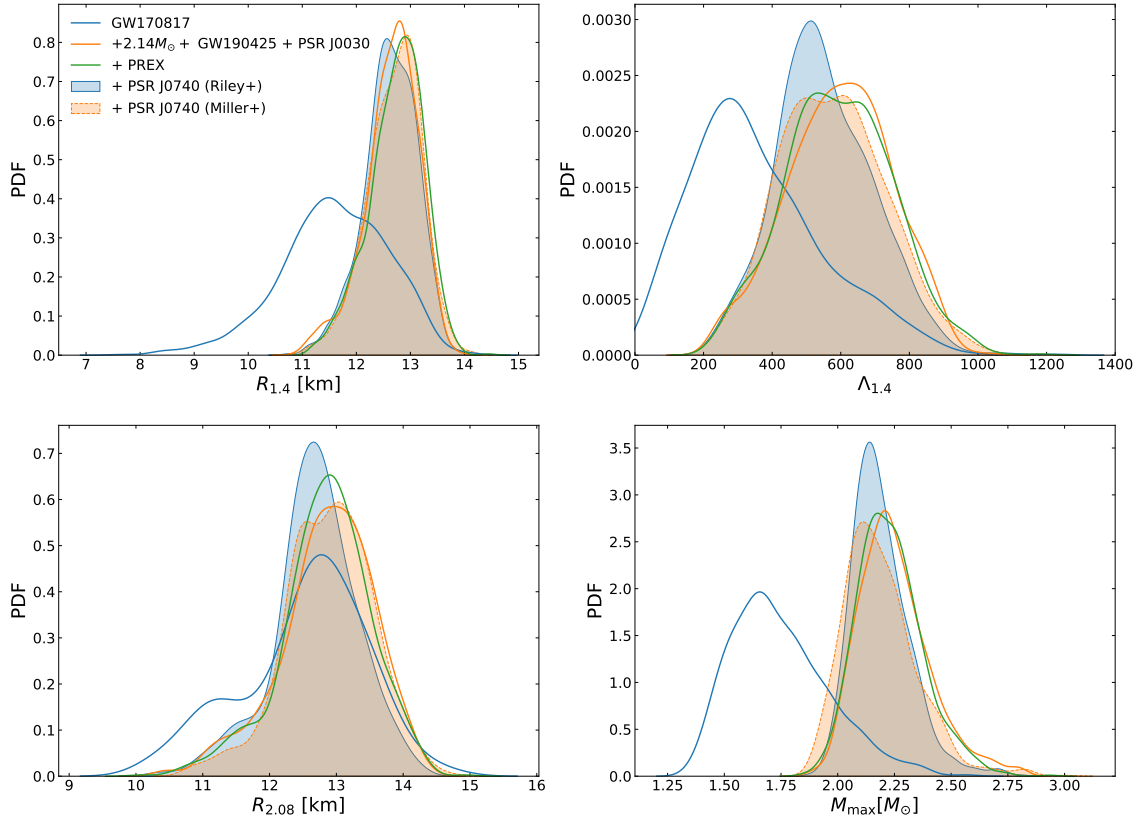 GW170817
+2.14M⊙ + GW190425 + PSR J0030
+ PREX
+ PSR J0740 (Riley+)
+ PSR J0740 (Miller+)
PDF
0.8
0.7
0.6
0.5
0.4
0.3
0.2
0.1
0.0
7 8 9 10 11 12 13 14 15
R1.4 [km]
PDF
0.0030
0.0025
0.0020
0.0015
0.0010
0.0005
0.0000
0 200 400 600 800 1000 1200 1400
Λ1.4
PDF
0.7
0.6
0.5
0.4
0.3
0.2
0.1
0.0
9 10 11 12 13 14 15 16
R2.08 [km]
PDF
3.5
3.0
2.5
2.0
1.5
1.0
0.5
0.0
1.25 1.50 1.75 2.00 2.25 2.50 2.75 3.00
Mmax[M⊙]